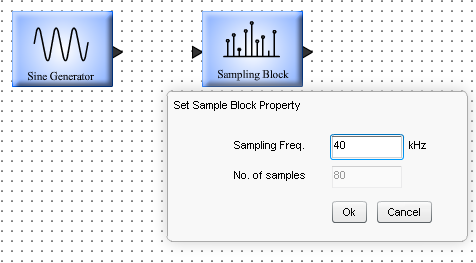 Sine Generator
Sampling Block
Set Sample Block Property
Sampling Freq. 40 kHz
No. of samples 80
Ok Cancel